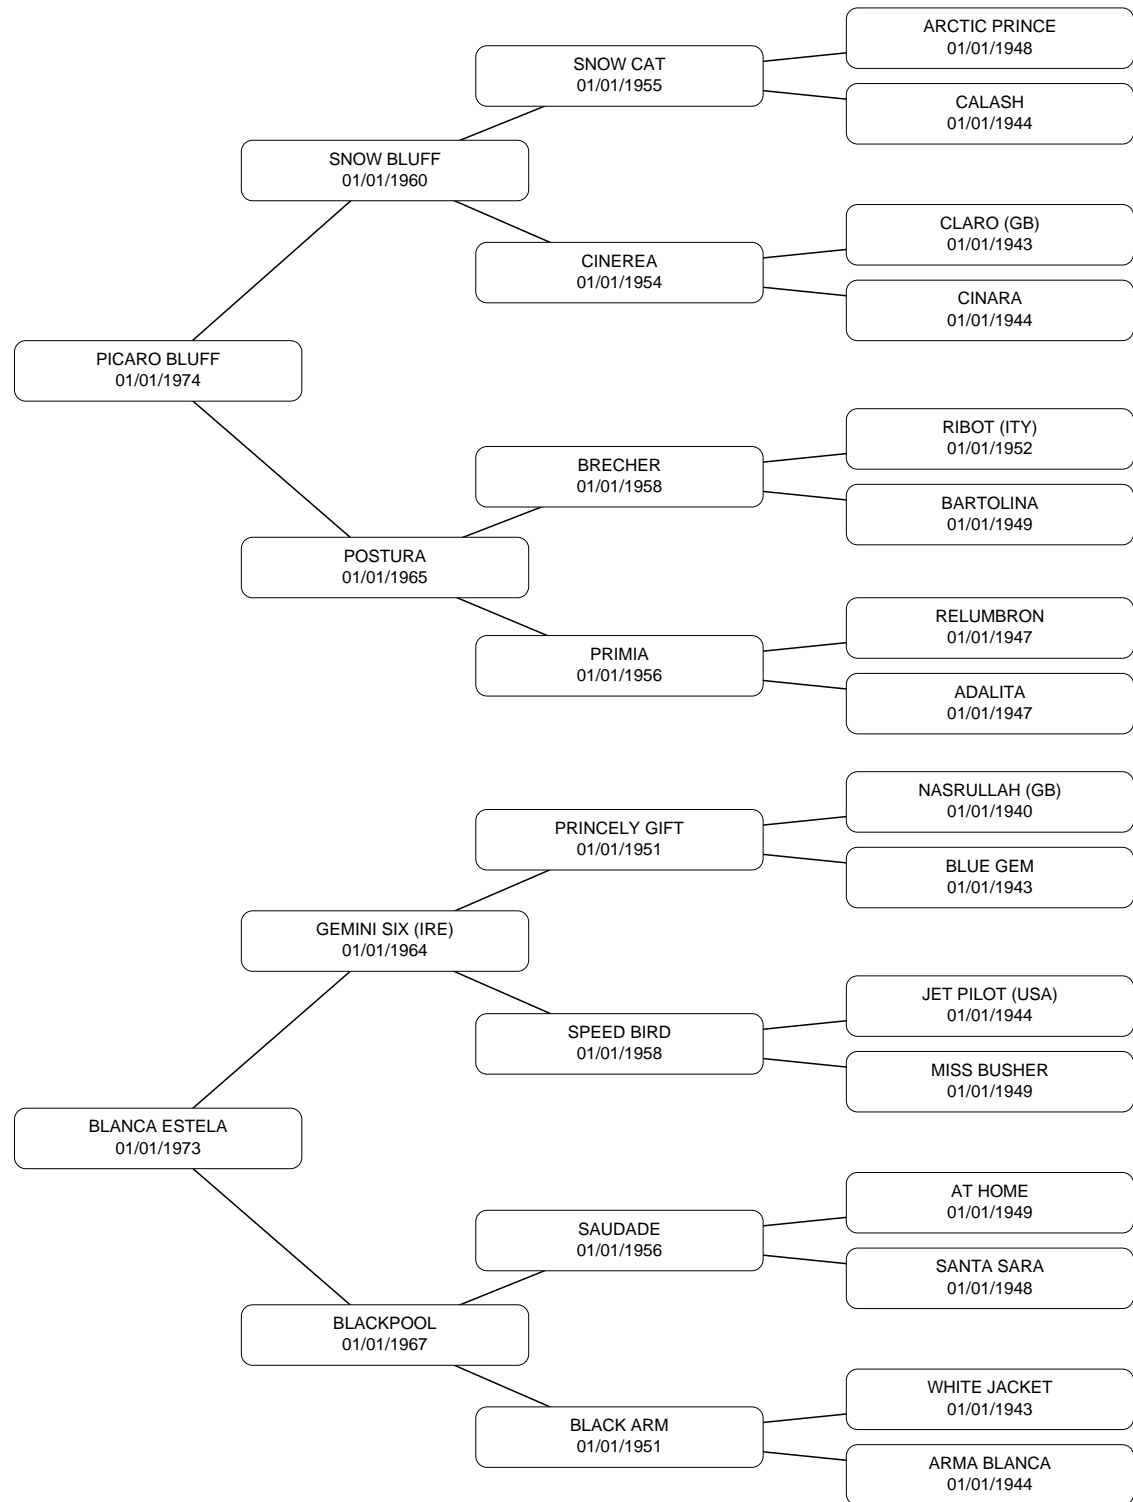 ARCTIC PRINCE
01/01/1948
SNOW CAT
01/01/1955
CALASH
01/01/1944
SNOW BLUFF
01/01/1960
CLARO (GB)
01/01/1943
CINEREA
01/01/1954
CINARA
01/01/1944
PICARO BLUFF
01/01/1974
RIBOT (ITY)
01/01/1952
BRECHER
01/01/1958
BARTOLINA
01/01/1949
POSTURA
01/01/1965
RELUMBRON
01/01/1947
PRIMIA
01/01/1956
ADALITA
01/01/1947
NASRULLAH (GB)
01/01/1940
PRINCELY GIFT
01/01/1951
BLUE GEM
01/01/1943
GEMINI SIX (IRE)
01/01/1964
JET PILOT (USA)
01/01/1944
SPEED BIRD
01/01/1958
MISS BUSHER
01/01/1949
BLANCA ESTELA
01/01/1973
AT HOME
01/01/1949
SAUDADE
01/01/1956
SANTA SARA
01/01/1948
BLACKPOOL
01/01/1967
WHITE JACKET
01/01/1943
BLACK ARM
01/01/1951
ARMA BLANCA
01/01/1944